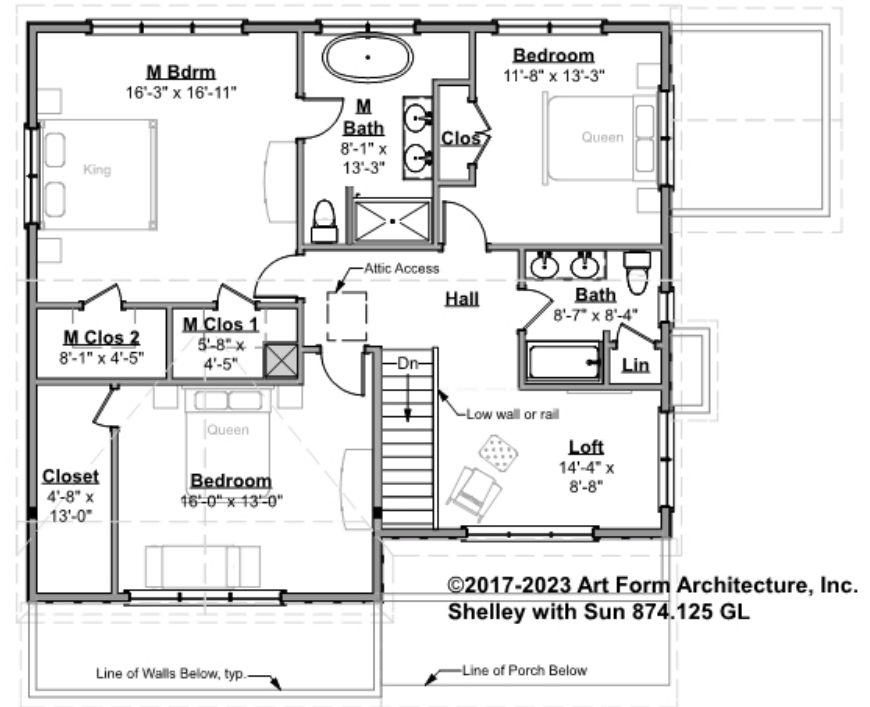 M Bdrm
16'-3" x 16'-11"
King
M
Bath
8'-1" x
13'-3"
Clos
Bedroom
11'-8" x 13'-3"
Queen
Attic Access
Hall
Bath
8'-7" x 8'-4"
Lin
M Clos 2
8'-1" x 4'-5"
M Clos 1
5'-8" x
4'-5"
Dn
Low wall or rail
Loft
14'-4" x
8'-8"
Closet
4'-8" x
13'-0"
Queen
Bedroom
16'-0" x 13'-0"
©2017-2023 Art Form Architecture, Inc.
Shelley with Sun 874.125 GL
Line of Walls Below, typ.
Line of Porch Below